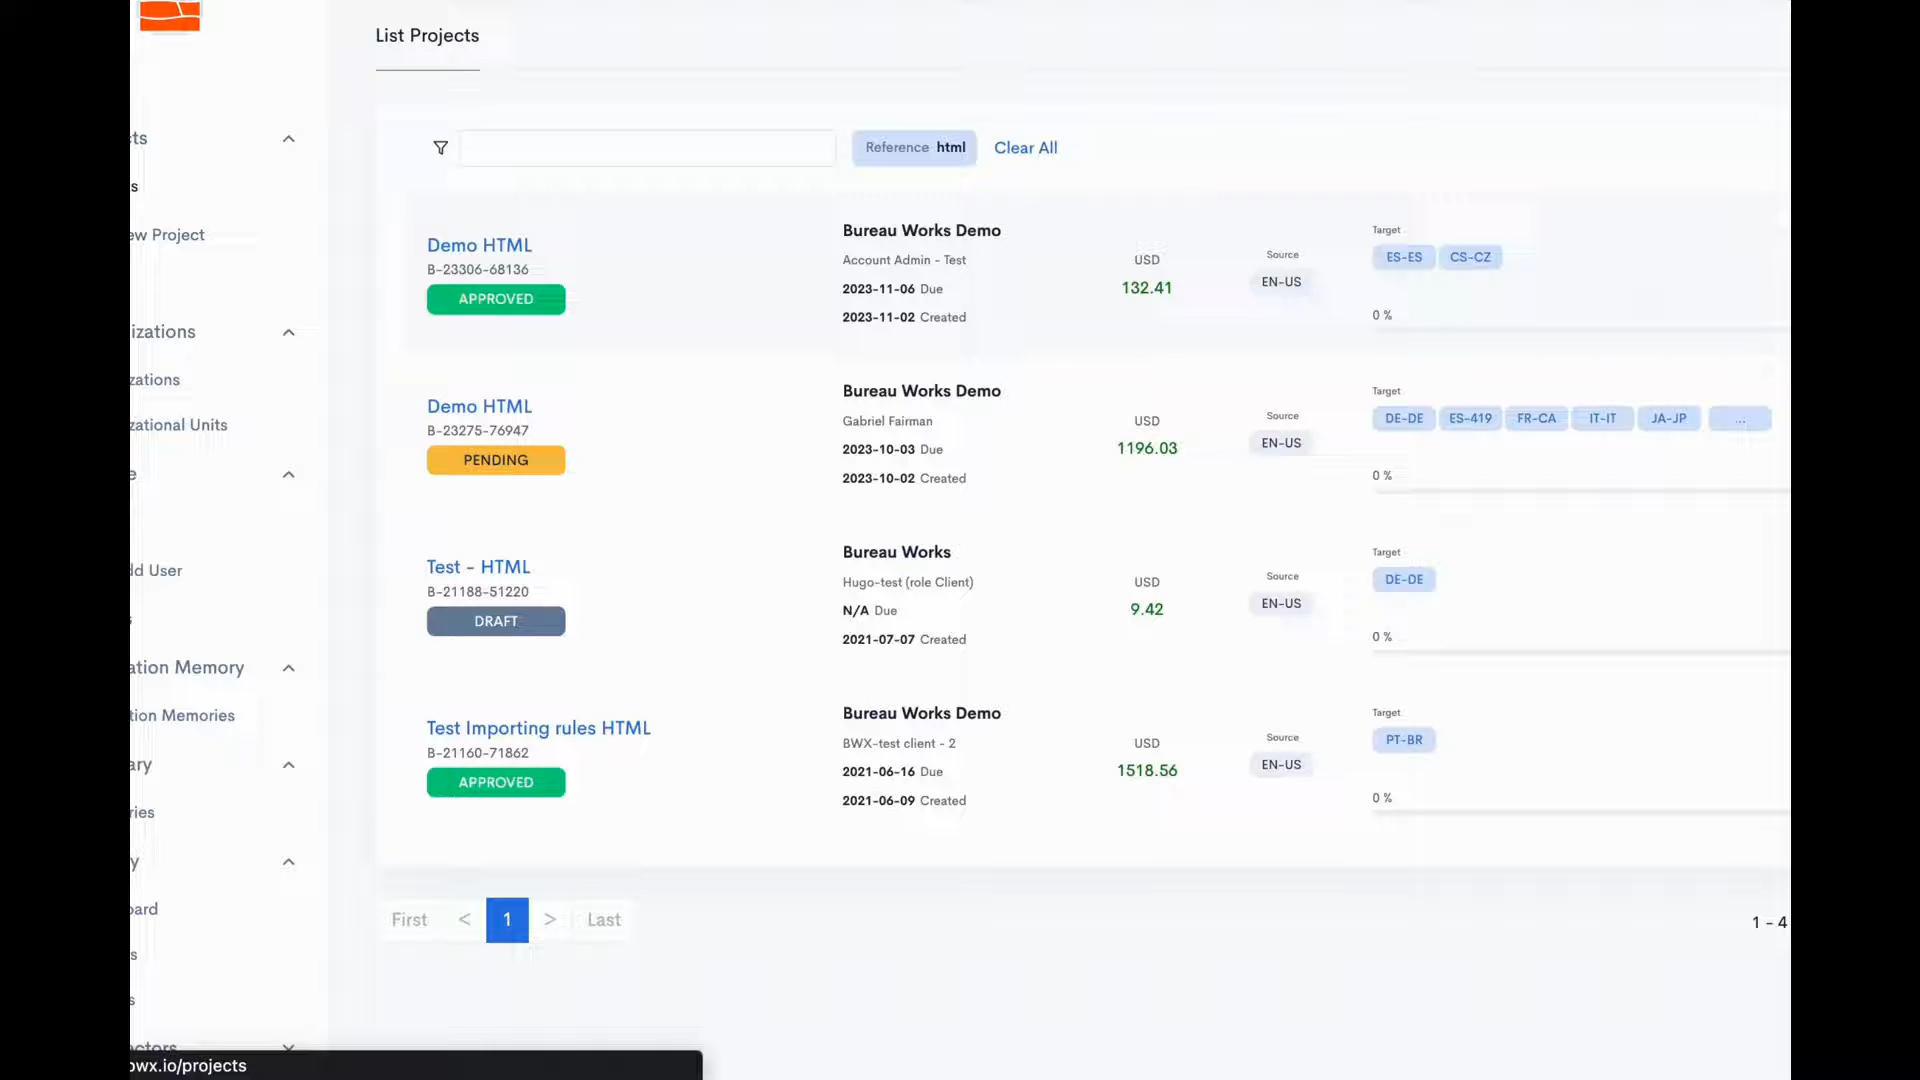 List Projects
Reference html
Clear All
ts
s
ew Project
izations
zations
zational Units
e
dd User
s
ation Memory
tion Memories
ary
ries
y
oard
s
s
ectors
Demo HTML
B-23306-68136
APPROVED
Bureau Works Demo
Account Admin - Test
2023-11-06 Due
2023-11-02 Created
USD
132.41
Source
EN-US
Target
ES-ES CS-CZ
0 %
Demo HTML
B-23275-76947
PENDING
Bureau Works Demo
Gabriel Fairman
2023-10-03 Due
2023-10-02 Created
USD
1196.03
Source
EN-US
Target
DE-DE ES-419 FR-CA IT-IT JA-JP ...
0 %
Test - HTML
B-21188-51220
DRAFT
Bureau Works
Hugo-test (role Client)
N/A Due
2021-07-07 Created
USD
9.42
Source
EN-US
Target
DE-DE
0 %
Test Importing rules HTML
B-21160-71862
APPROVED
Bureau Works Demo
BWX-test client - 2
2021-06-16 Due
2021-06-09 Created
USD
1518.56
Source
EN-US
Target
PT-BR
0 %
First < 1 > Last
1 - 4
bwx.io/projects